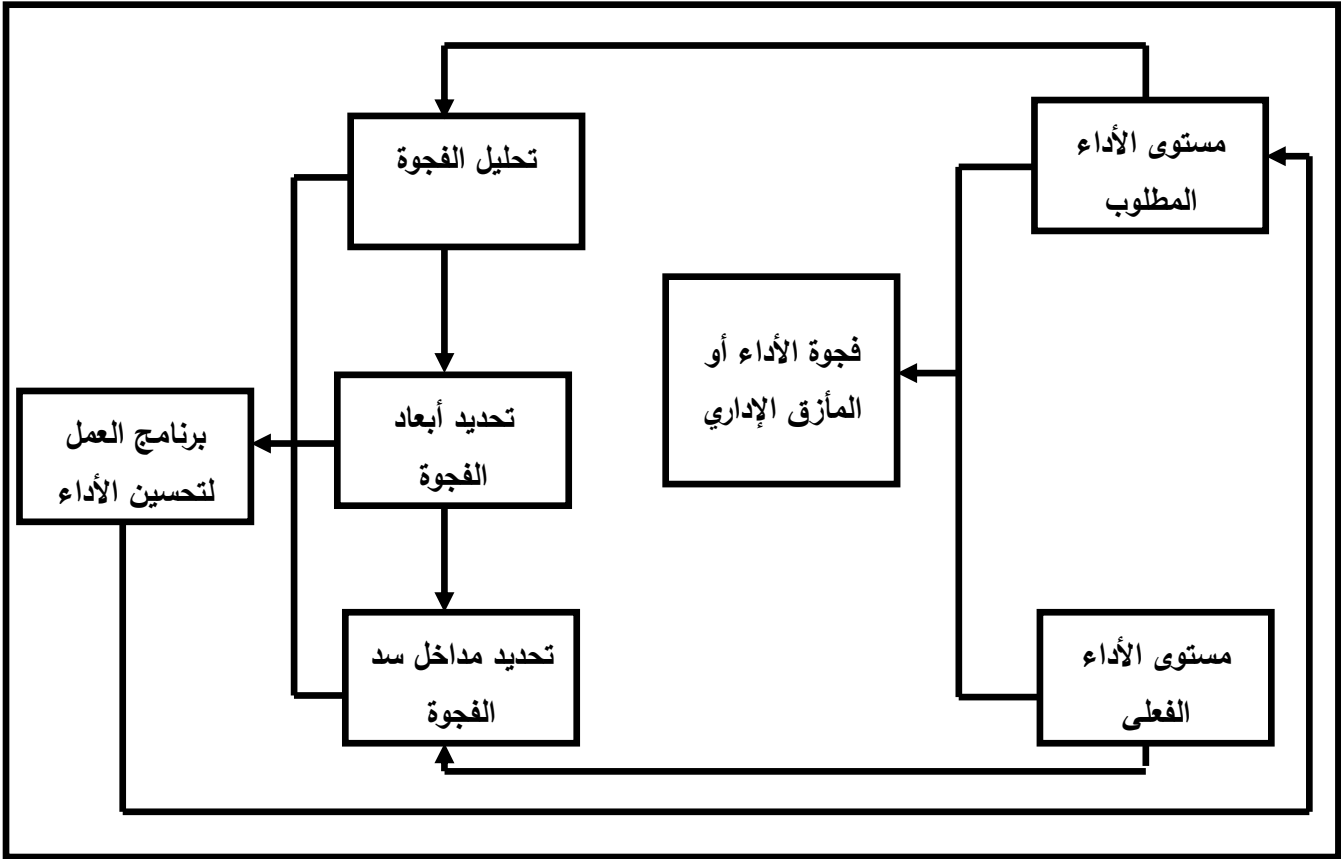 مستوى الأداء
المطلوب
تحليل الفجوة
فجوة الأداء أو
المأزق الإداري
تحديد أبعاد
الفجوة
برنامج العمل
لتحسين الأداء
مستوى الأداء
الفعلى
تحديد مداخل سد
الفجوة